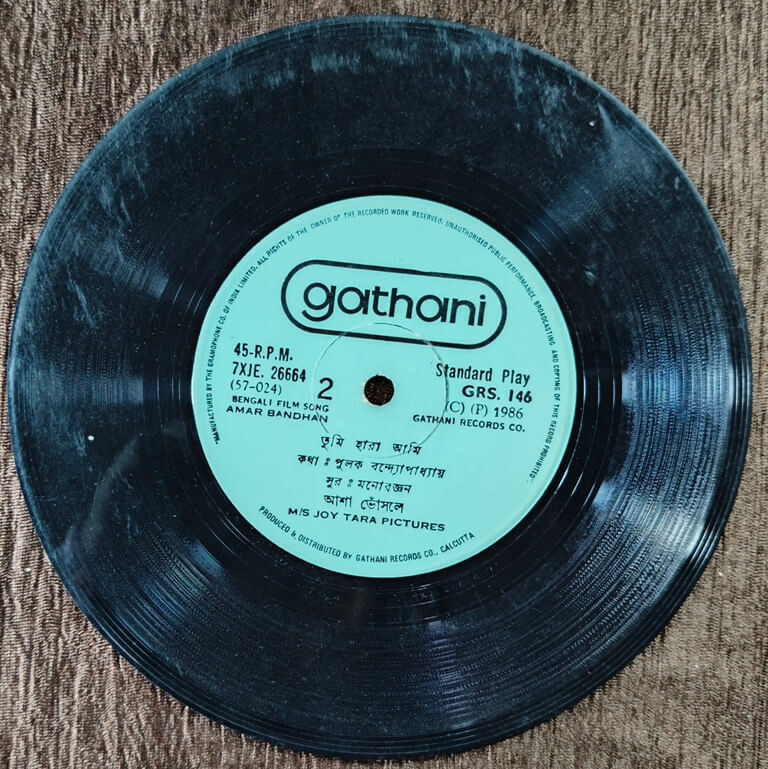 "MANUFACTURED BY THE GRAMOPHONE CO. OF INDIA LIMITED. ALL RIGHTS OF THE OWNER OF THE RECORDED WORK RESERVED. UNAUTHORISED PUBLIC PERFORMANCE, BROADCASTING AND COPYING OF THIS RECORD PROHIBITED"
gathani
45-R.P.M.
7XJE. 26664
(57-024)
2
BENGALI FILM SONG
AMAR BANDHAN
Standard Play
GRS. 146
(C) (P) 1986
GATHANI RECORDS CO.
তুমি হারা আমি
কথা : পুলক বন্দ্যোপাধ্যায়
সুর : মনোরঞ্জন
আশা ভোঁসলে
M/S JOY TARA PICTURES
PRODUCED & DISTRIBUTED BY GATHANI RECORDS CO., CALCUTTA